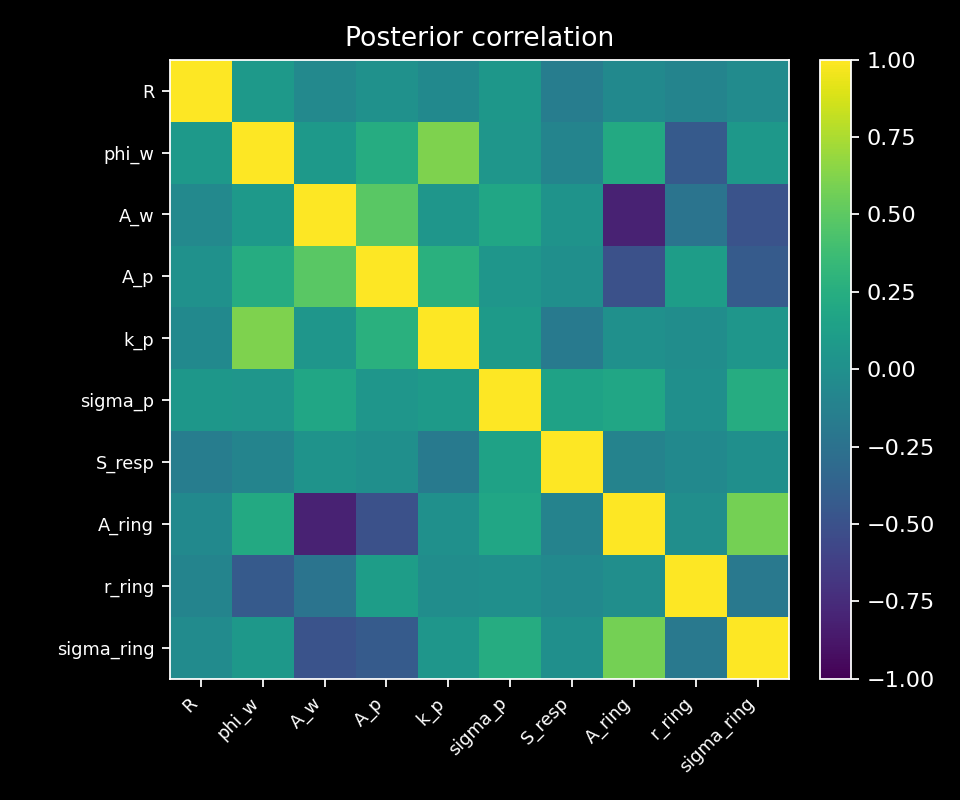 Posterior correlation
R
phi_w
A_w
A_p
k_p
sigma_p
S_resp
A_ring
r_ring
sigma_ring
R
phi_w
A_w
A_p
k_p
sigma_p
S_resp
A_ring
r_ring
sigma_ring
1.00
0.75
0.50
0.25
0.00
−0.25
−0.50
−0.75
−1.00